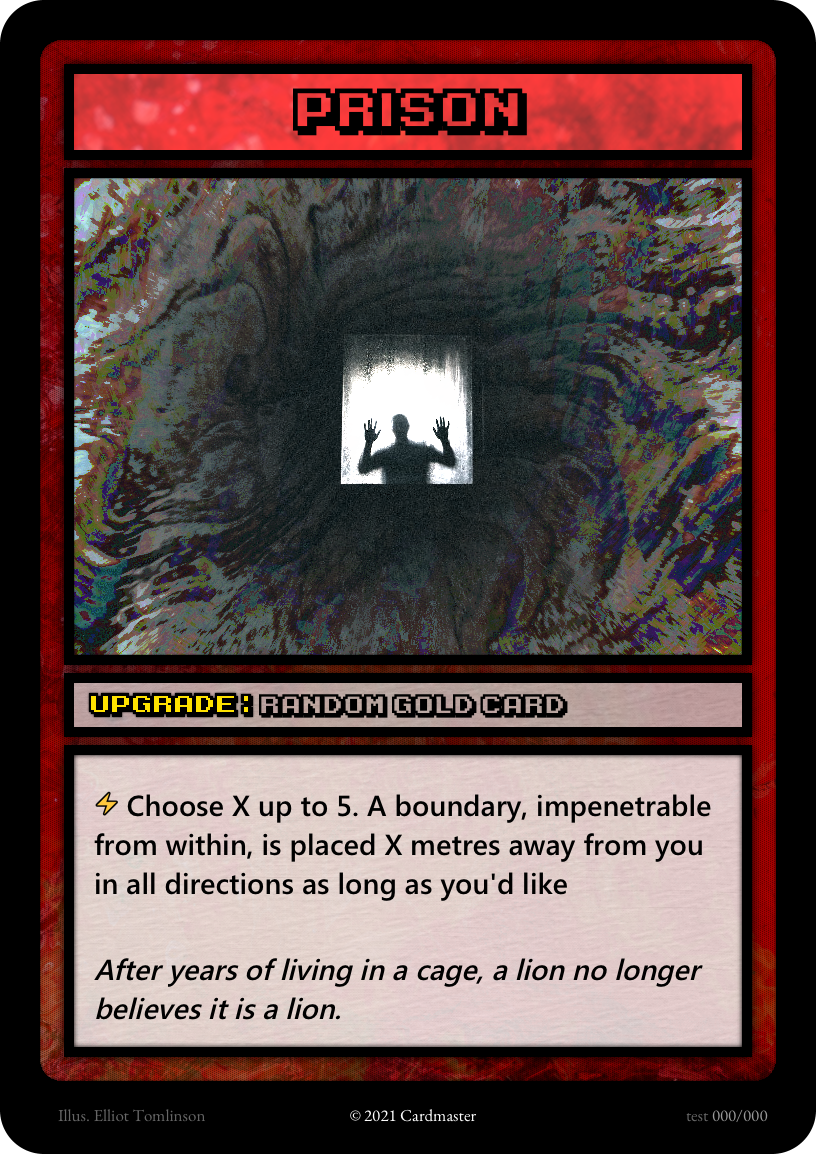 PRISON
UPGRADE: RANDOM GOLD CARD
⚡ Choose X up to 5. A boundary, impenetrable
from within, is placed X metres away from you
in all directions as long as you'd like
After years of living in a cage, a lion no longer
believes it is a lion.
Illus. Elliot Tomlinson © 2021 Cardmaster test 000/000